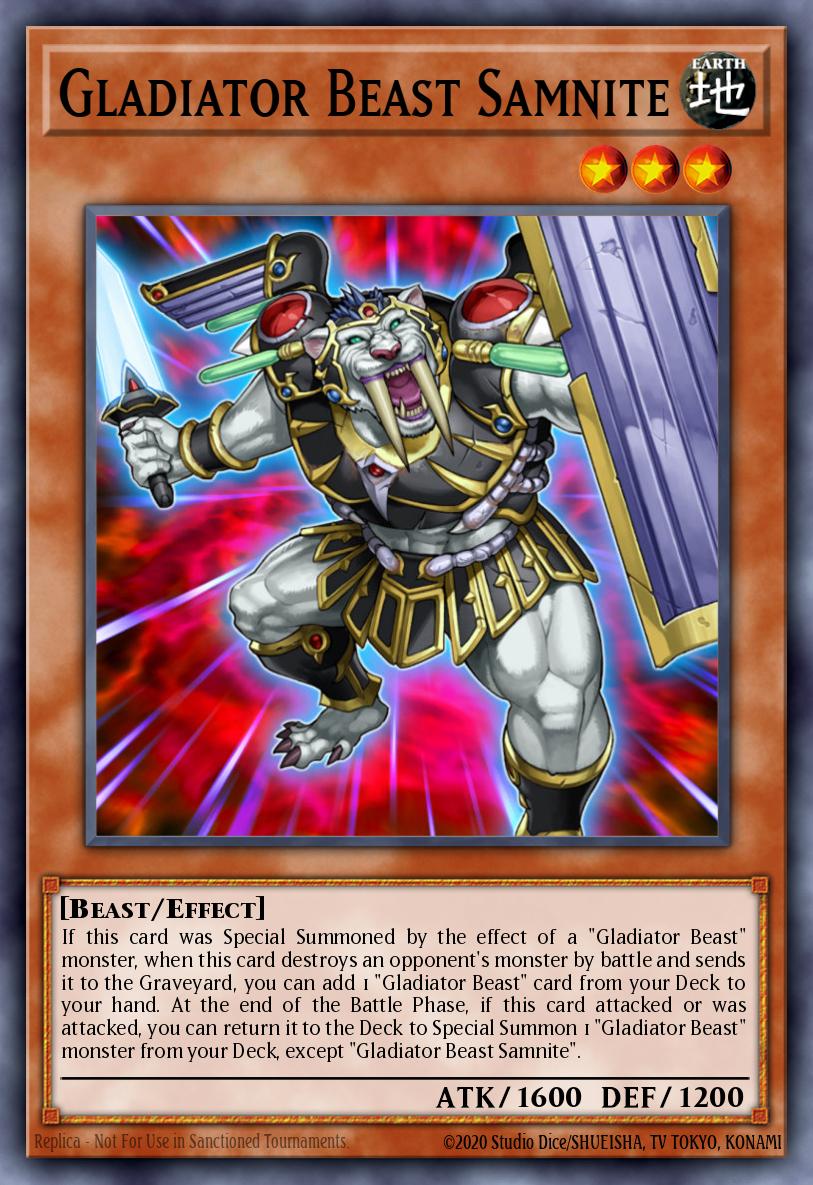 Gladiator Beast Samnite
EARTH
地
[Beast/Effect]
If this card was Special Summoned by the effect of a "Gladiator Beast"
monster, when this card destroys an opponent's monster by battle and sends
it to the Graveyard, you can add 1 "Gladiator Beast" card from your Deck to
your hand. At the end of the Battle Phase, if this card attacked or was
attacked, you can return it to the Deck to Special Summon 1 "Gladiator Beast"
monster from your Deck, except "Gladiator Beast Samnite".
ATK/1600 DEF/1200
Replica - Not For Use in Sanctioned Tournaments.
©2020 Studio Dice/SHUEISHA, TV TOKYO, KONAMI